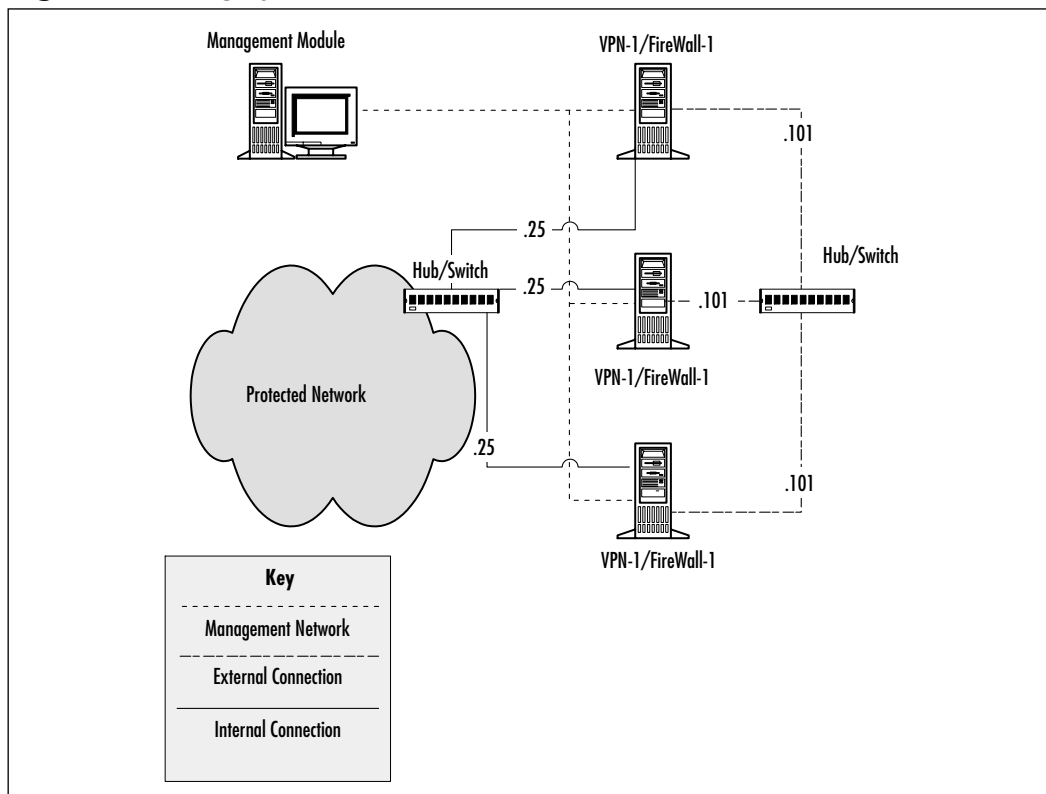 Management Module
VPN-1/FireWall-1
.101
.25
Hub/Switch
Hub/Switch
.25
.101
VPN-1/FireWall-1
Protected Network
.25
.101
VPN-1/FireWall-1
Key
Management Network
External Connection
Internal Connection